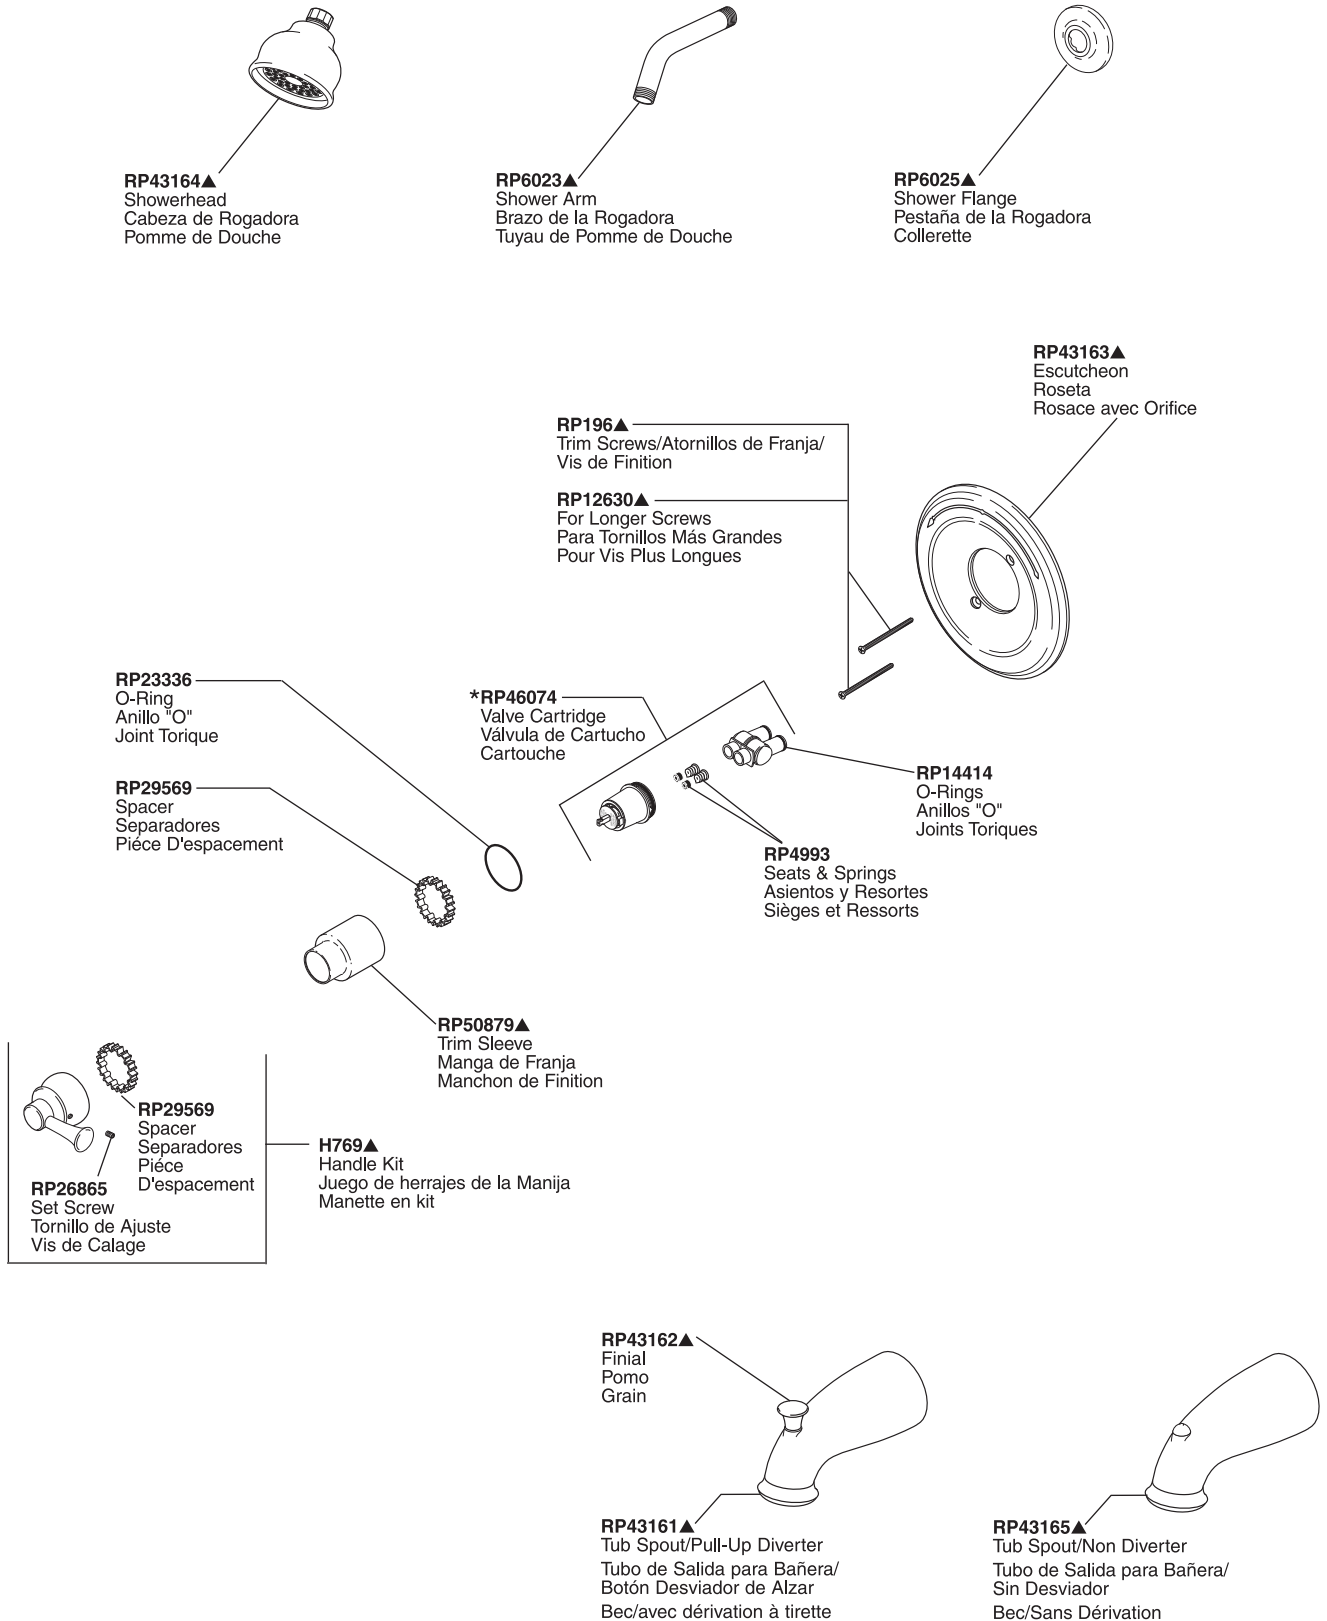 RP43164▲
Showerhead
Cabeza de Rogadora
Pomme de Douche
RP6023▲
Shower Arm
Brazo de la Rogadora
Tuyau de Pomme de Douche
RP6025▲
Shower Flange
Pestaña de la Rogadora
Collerette
RP43163▲
Escutcheon
Roseta
Rosace avec Orifice
RP196▲
Trim Screws/Atornillos de Franja/
Vis de Finition
RP12630▲
For Longer Screws
Para Tornillos Más Grandes
Pour Vis Plus Longues
RP23336
O-Ring
Anillo "O"
Joint Torique
*RP46074
Valve Cartridge
Válvula de Cartucho
Cartouche
RP29569
Spacer
Separadores
Piéce D'espacement
RP14414
O-Rings
Anillos "O"
Joints Toriques
RP4993
Seats & Springs
Asientos y Resortes
Sièges et Ressorts
RP50879▲
Trim Sleeve
Manga de Franja
Manchon de Finition
RP29569
Spacer
Separadores
Piéce
D'espacement
RP26865
Set Screw
Tornillo de Ajuste
Vis de Calage
H769▲
Handle Kit
Juego de herrajes de la Manija
Manette en kit
RP43162▲
Finial
Pomo
Grain
RP43161▲
Tub Spout/Pull-Up Diverter
Tubo de Salida para Bañera/
Botón Desviador de Alzar
Bec/avec dérivation à tirette
RP43165▲
Tub Spout/Non Diverter
Tubo de Salida para Bañera/
Sin Desviador
Bec/Sans Dérivation